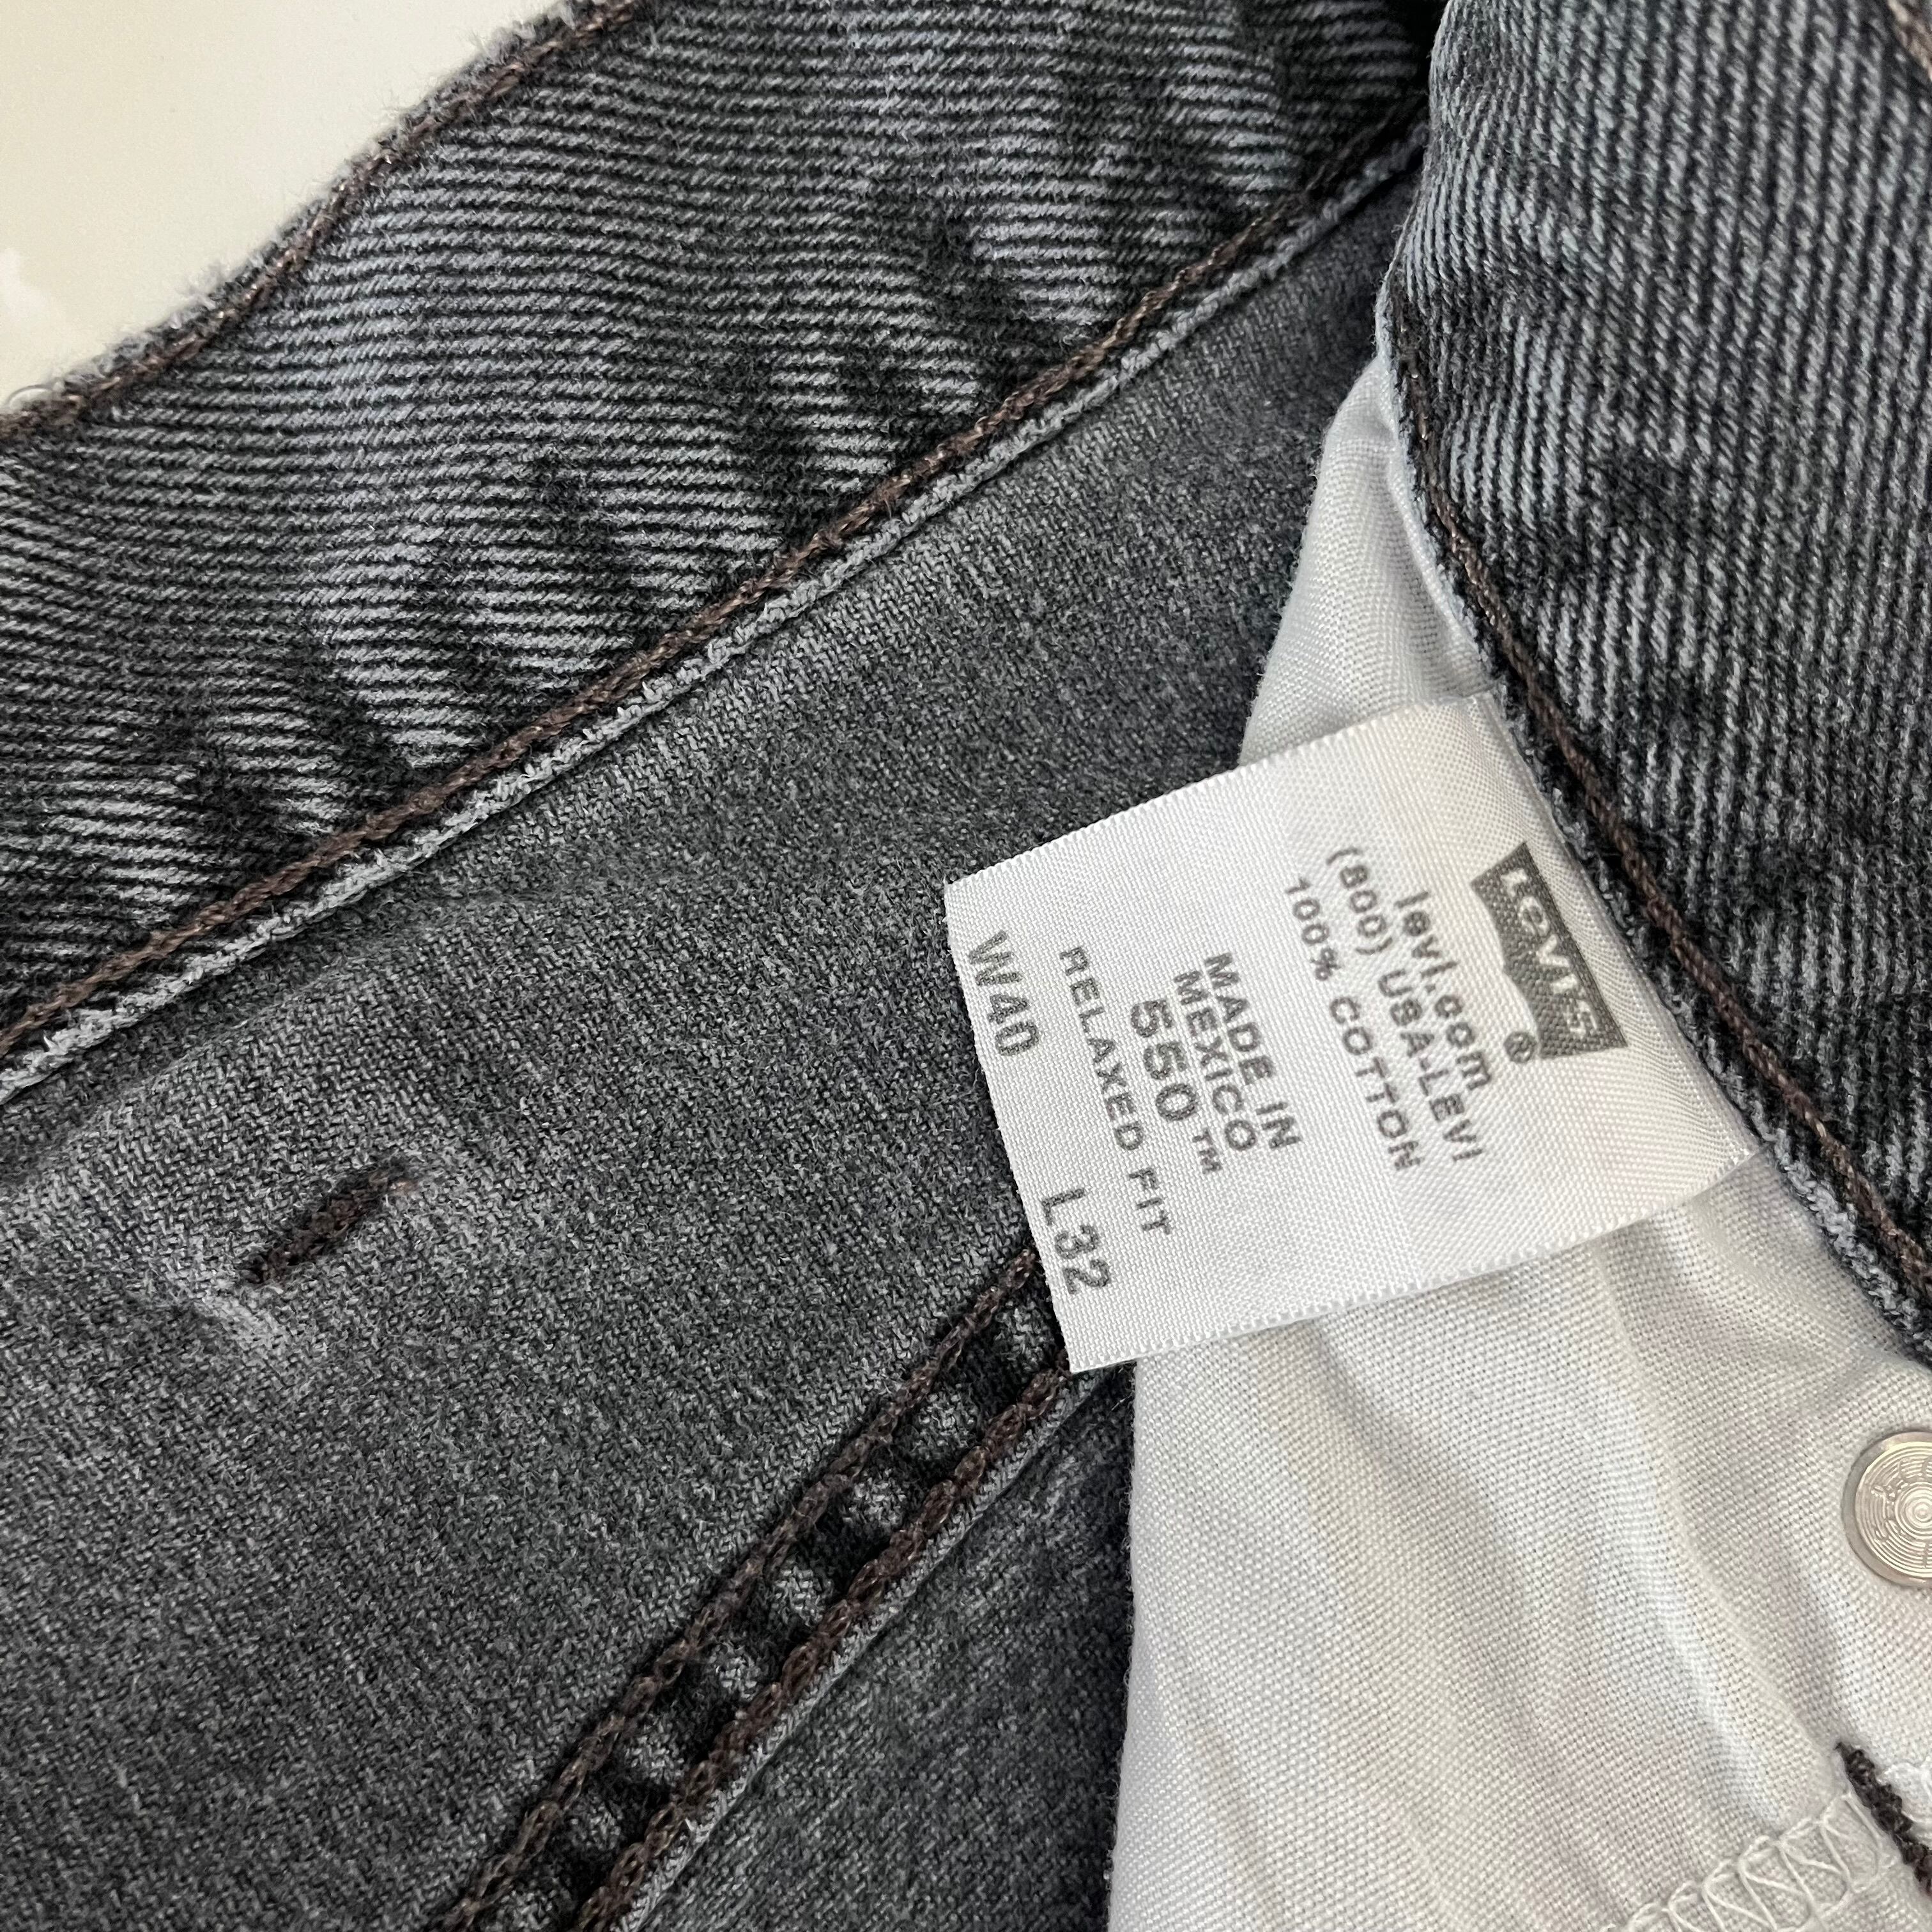 Levi's®
levi.com
(800) USA-LEVI
100% COTTON
MADE IN
MEXICO
550™
RELAXED FIT
W40 L32